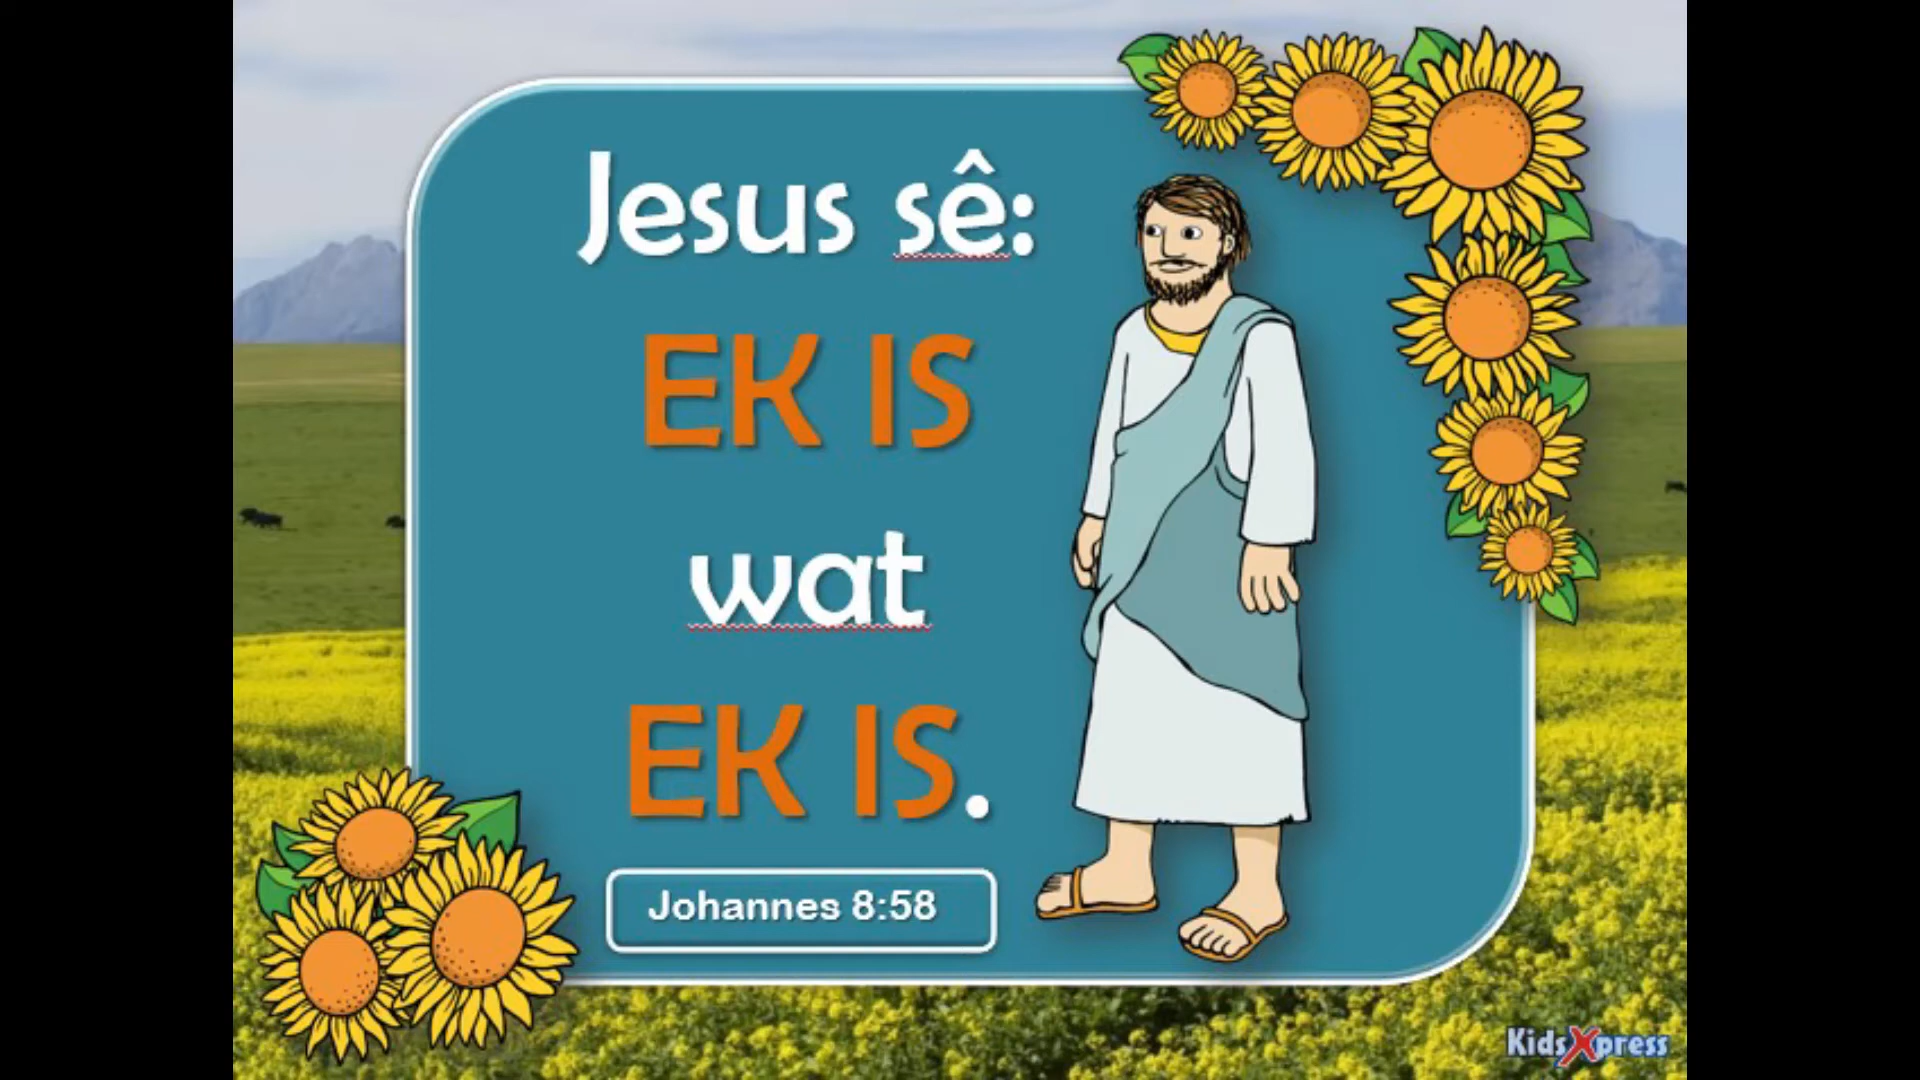 Jesus sê:
EK IS
wat
EK IS.
Johannes 8:58
KidsXpress